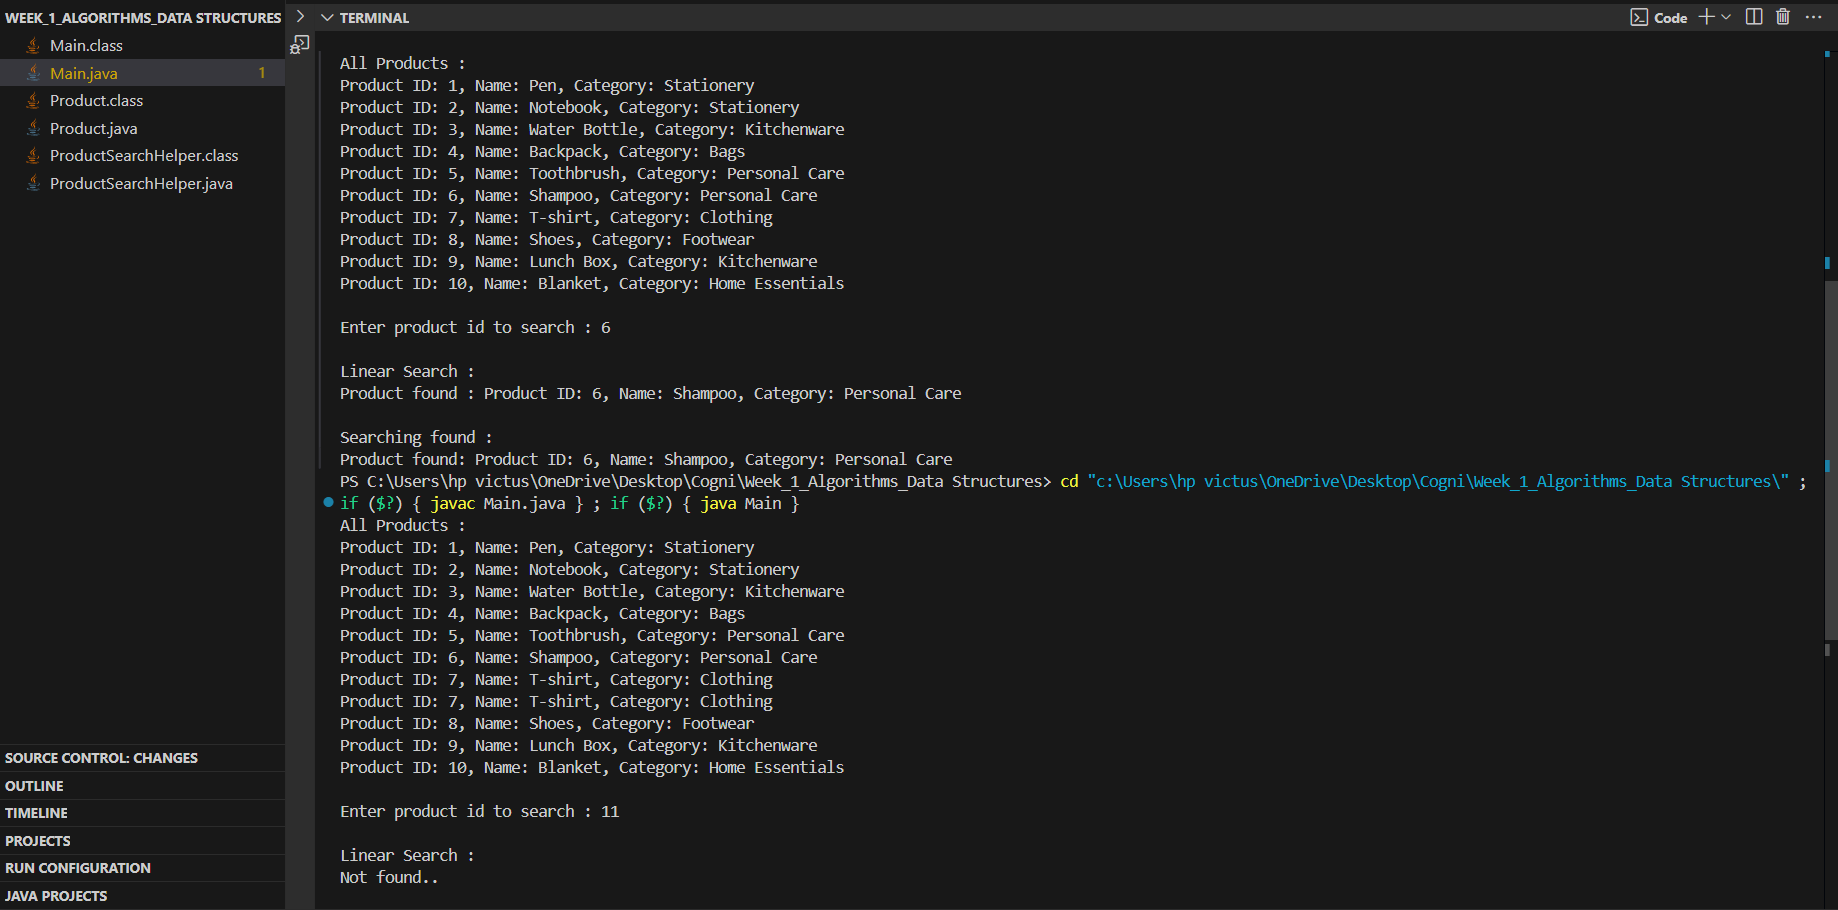 WEEK_1_ALGORITHMS_DATA STRUCTURES
Main.class
Main.java 1
Product.class
Product.java
ProductSearchHelper.class
ProductSearchHelper.java
SOURCE CONTROL: CHANGES
OUTLINE
TIMELINE
PROJECTS
RUN CONFIGURATION
JAVA PROJECTS
TERMINAL
Code
All Products :
Product ID: 1, Name: Pen, Category: Stationery
Product ID: 2, Name: Notebook, Category: Stationery
Product ID: 3, Name: Water Bottle, Category: Kitchenware
Product ID: 4, Name: Backpack, Category: Bags
Product ID: 5, Name: Toothbrush, Category: Personal Care
Product ID: 6, Name: Shampoo, Category: Personal Care
Product ID: 7, Name: T-shirt, Category: Clothing
Product ID: 8, Name: Shoes, Category: Footwear
Product ID: 9, Name: Lunch Box, Category: Kitchenware
Product ID: 10, Name: Blanket, Category: Home Essentials
Enter product id to search : 6
Linear Search :
Product found : Product ID: 6, Name: Shampoo, Category: Personal Care
Searching found :
Product found: Product ID: 6, Name: Shampoo, Category: Personal Care
PS C:\Users\hp victus\OneDrive\Desktop\Cogni\Week_1_Algorithms_Data Structures> cd "c:\Users\hp victus\OneDrive\Desktop\Cogni\Week_1_Algorithms_Data Structures\" ;
if ($?) { javac Main.java } ; if ($?) { java Main }
All Products :
Product ID: 1, Name: Pen, Category: Stationery
Product ID: 2, Name: Notebook, Category: Stationery
Product ID: 3, Name: Water Bottle, Category: Kitchenware
Product ID: 4, Name: Backpack, Category: Bags
Product ID: 5, Name: Toothbrush, Category: Personal Care
Product ID: 6, Name: Shampoo, Category: Personal Care
Product ID: 7, Name: T-shirt, Category: Clothing
Product ID: 7, Name: T-shirt, Category: Clothing
Product ID: 8, Name: Shoes, Category: Footwear
Product ID: 9, Name: Lunch Box, Category: Kitchenware
Product ID: 10, Name: Blanket, Category: Home Essentials
Enter product id to search : 11
Linear Search :
Not found..